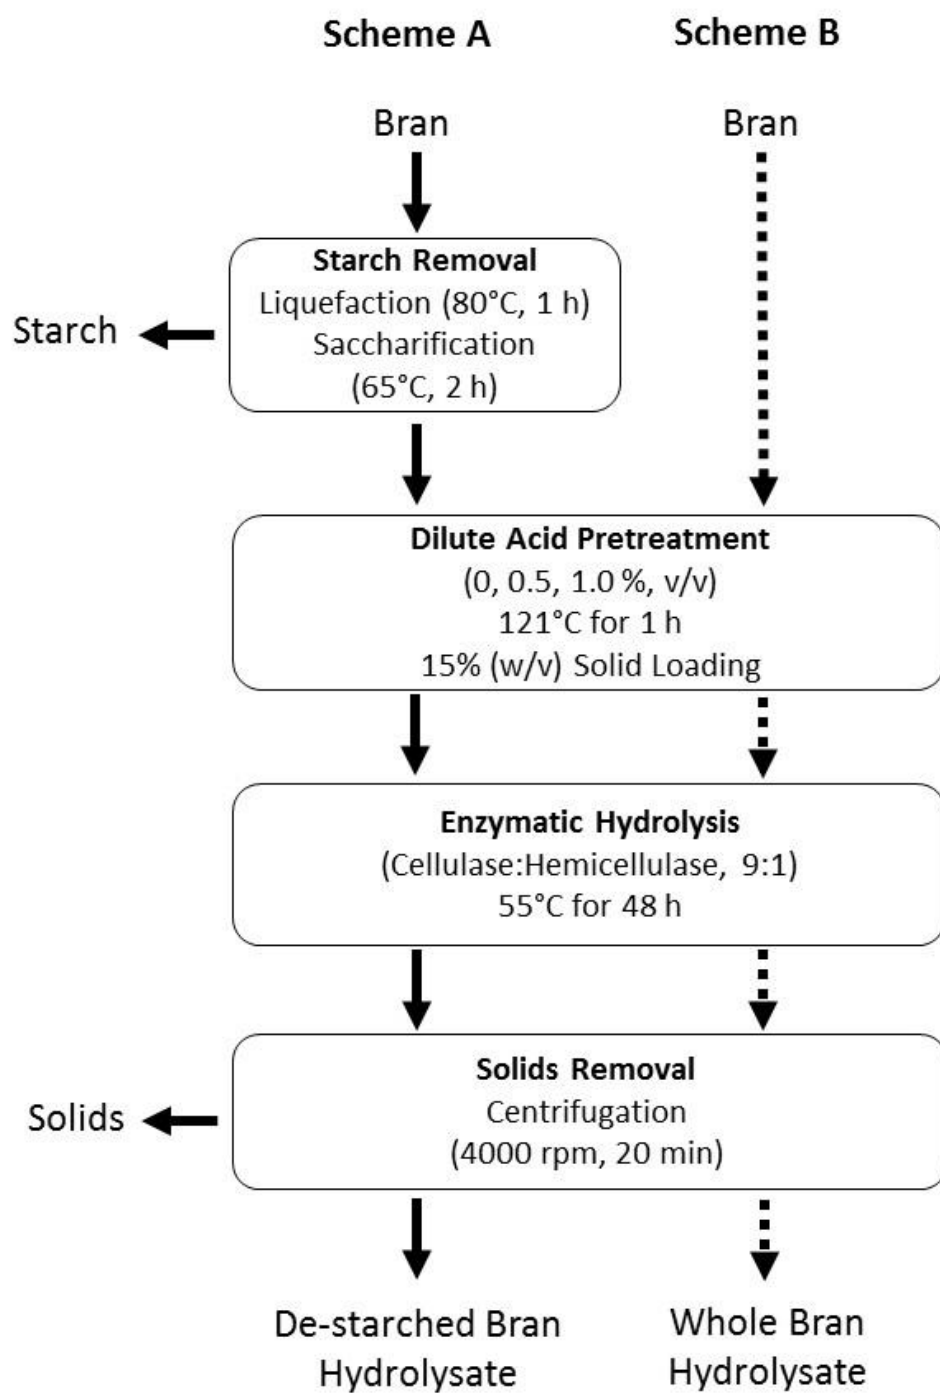 Scheme A
Scheme B
Bran
Bran
Starch Removal
Liquefaction (80°C, 1 h)
Saccharification
(65°C, 2 h)
Starch
Dilute Acid Pretreatment
(0, 0.5, 1.0 %, v/v)
121°C for 1 h
15% (w/v) Solid Loading
Enzymatic Hydrolysis
(Cellulase:Hemicellulase, 9:1)
55°C for 48 h
Solids Removal
Centrifugation
(4000 rpm, 20 min)
Solids
De-starched Bran
Hydrolysate
Whole Bran
Hydrolysate